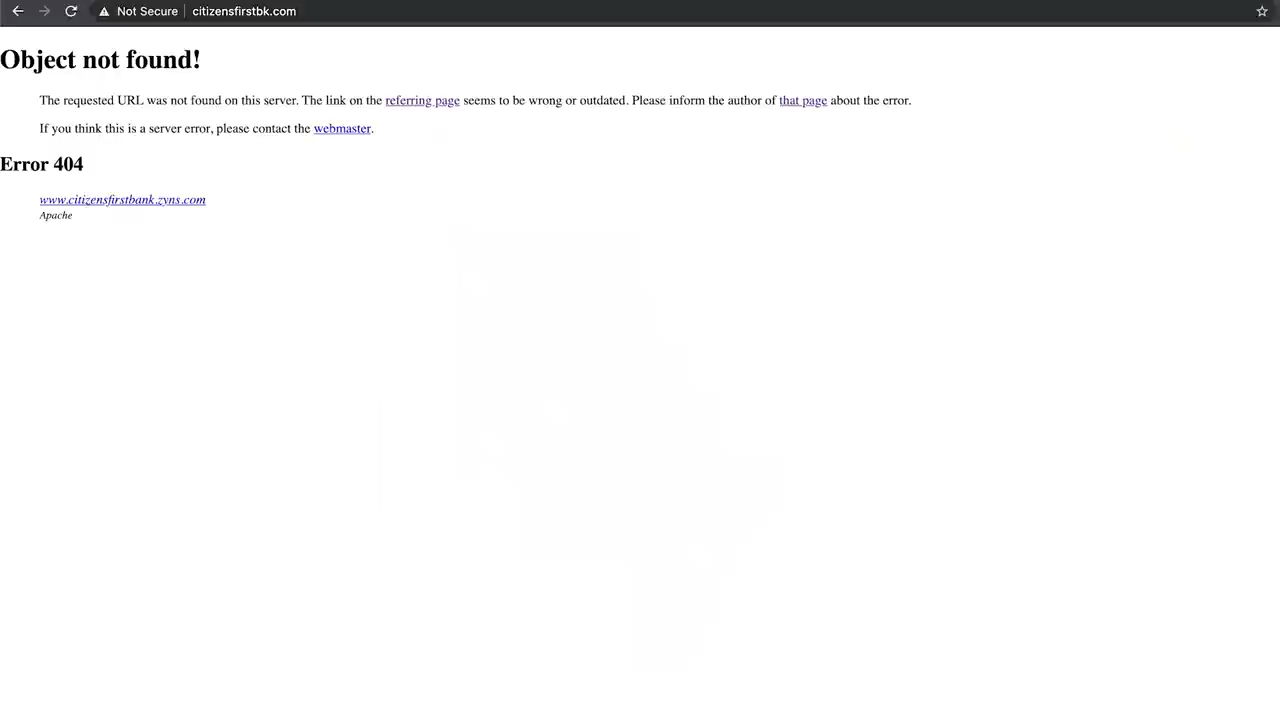 Not Secure citizensfirstbk.com
Object not found!
The requested URL was not found on this server. The link on the referring page seems to be wrong or outdated. Please inform the author of that page about the error.
If you think this is a server error, please contact the webmaster.
Error 404
www.citizensfirstbank.zyns.com
Apache